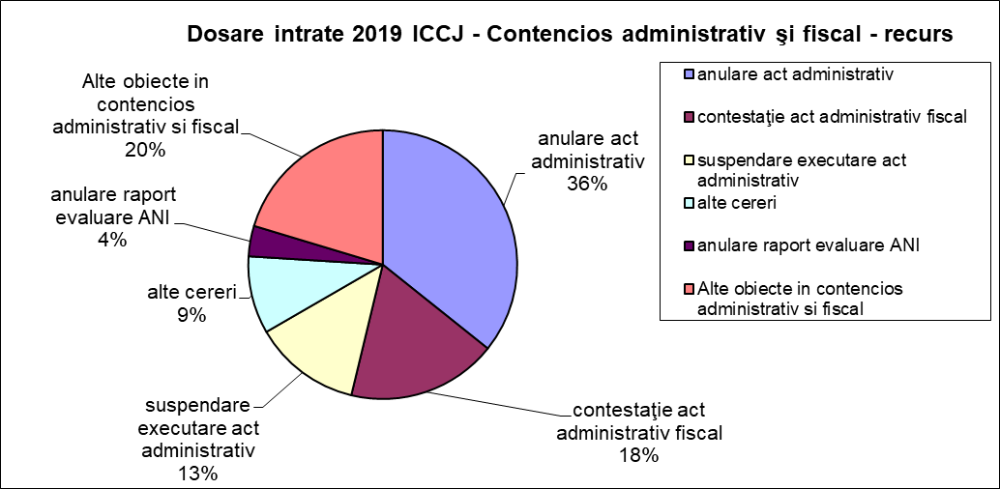 Dosare intrate 2019 ICCJ - Contencios administrativ şi fiscal - recurs
Alte obiecte in
contencios
administrativ si fiscal
20%
anulare raport
evaluare ANI
4%
alte cereri
9%
suspendare
executare act
administrativ
13%
anulare act
administrativ
36%
contestaţie act
administrativ fiscal
18%
anulare act administrativ
contestaţie act administrativ fiscal
suspendare executare act
administrativ
alte cereri
anulare raport evaluare ANI
Alte obiecte in contencios
administrativ si fiscal